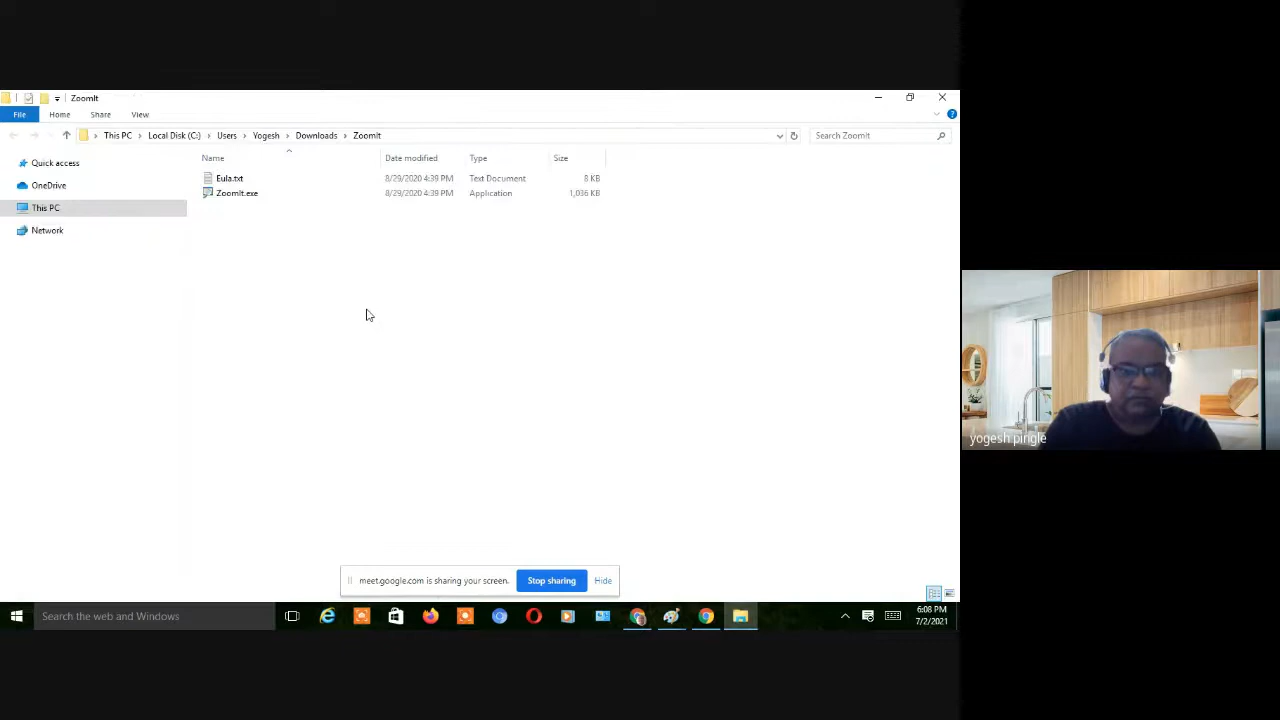 ZoomIt
File Home Share View
This PC Local Disk (C:) Users Yogesh Downloads ZoomIt Search ZoomIt
Name Date modified Type Size
Quick access
OneDrive
This PC
Network
Eula.txt 8/29/2020 4:39 PM Text Document 8 KB
ZoomIt.exe 8/29/2020 4:39 PM Application 1,036 KB
yogesh pingle
meet.google.com is sharing your screen. Stop sharing Hide
Search the web and Windows
6:08 PM
7/2/2021